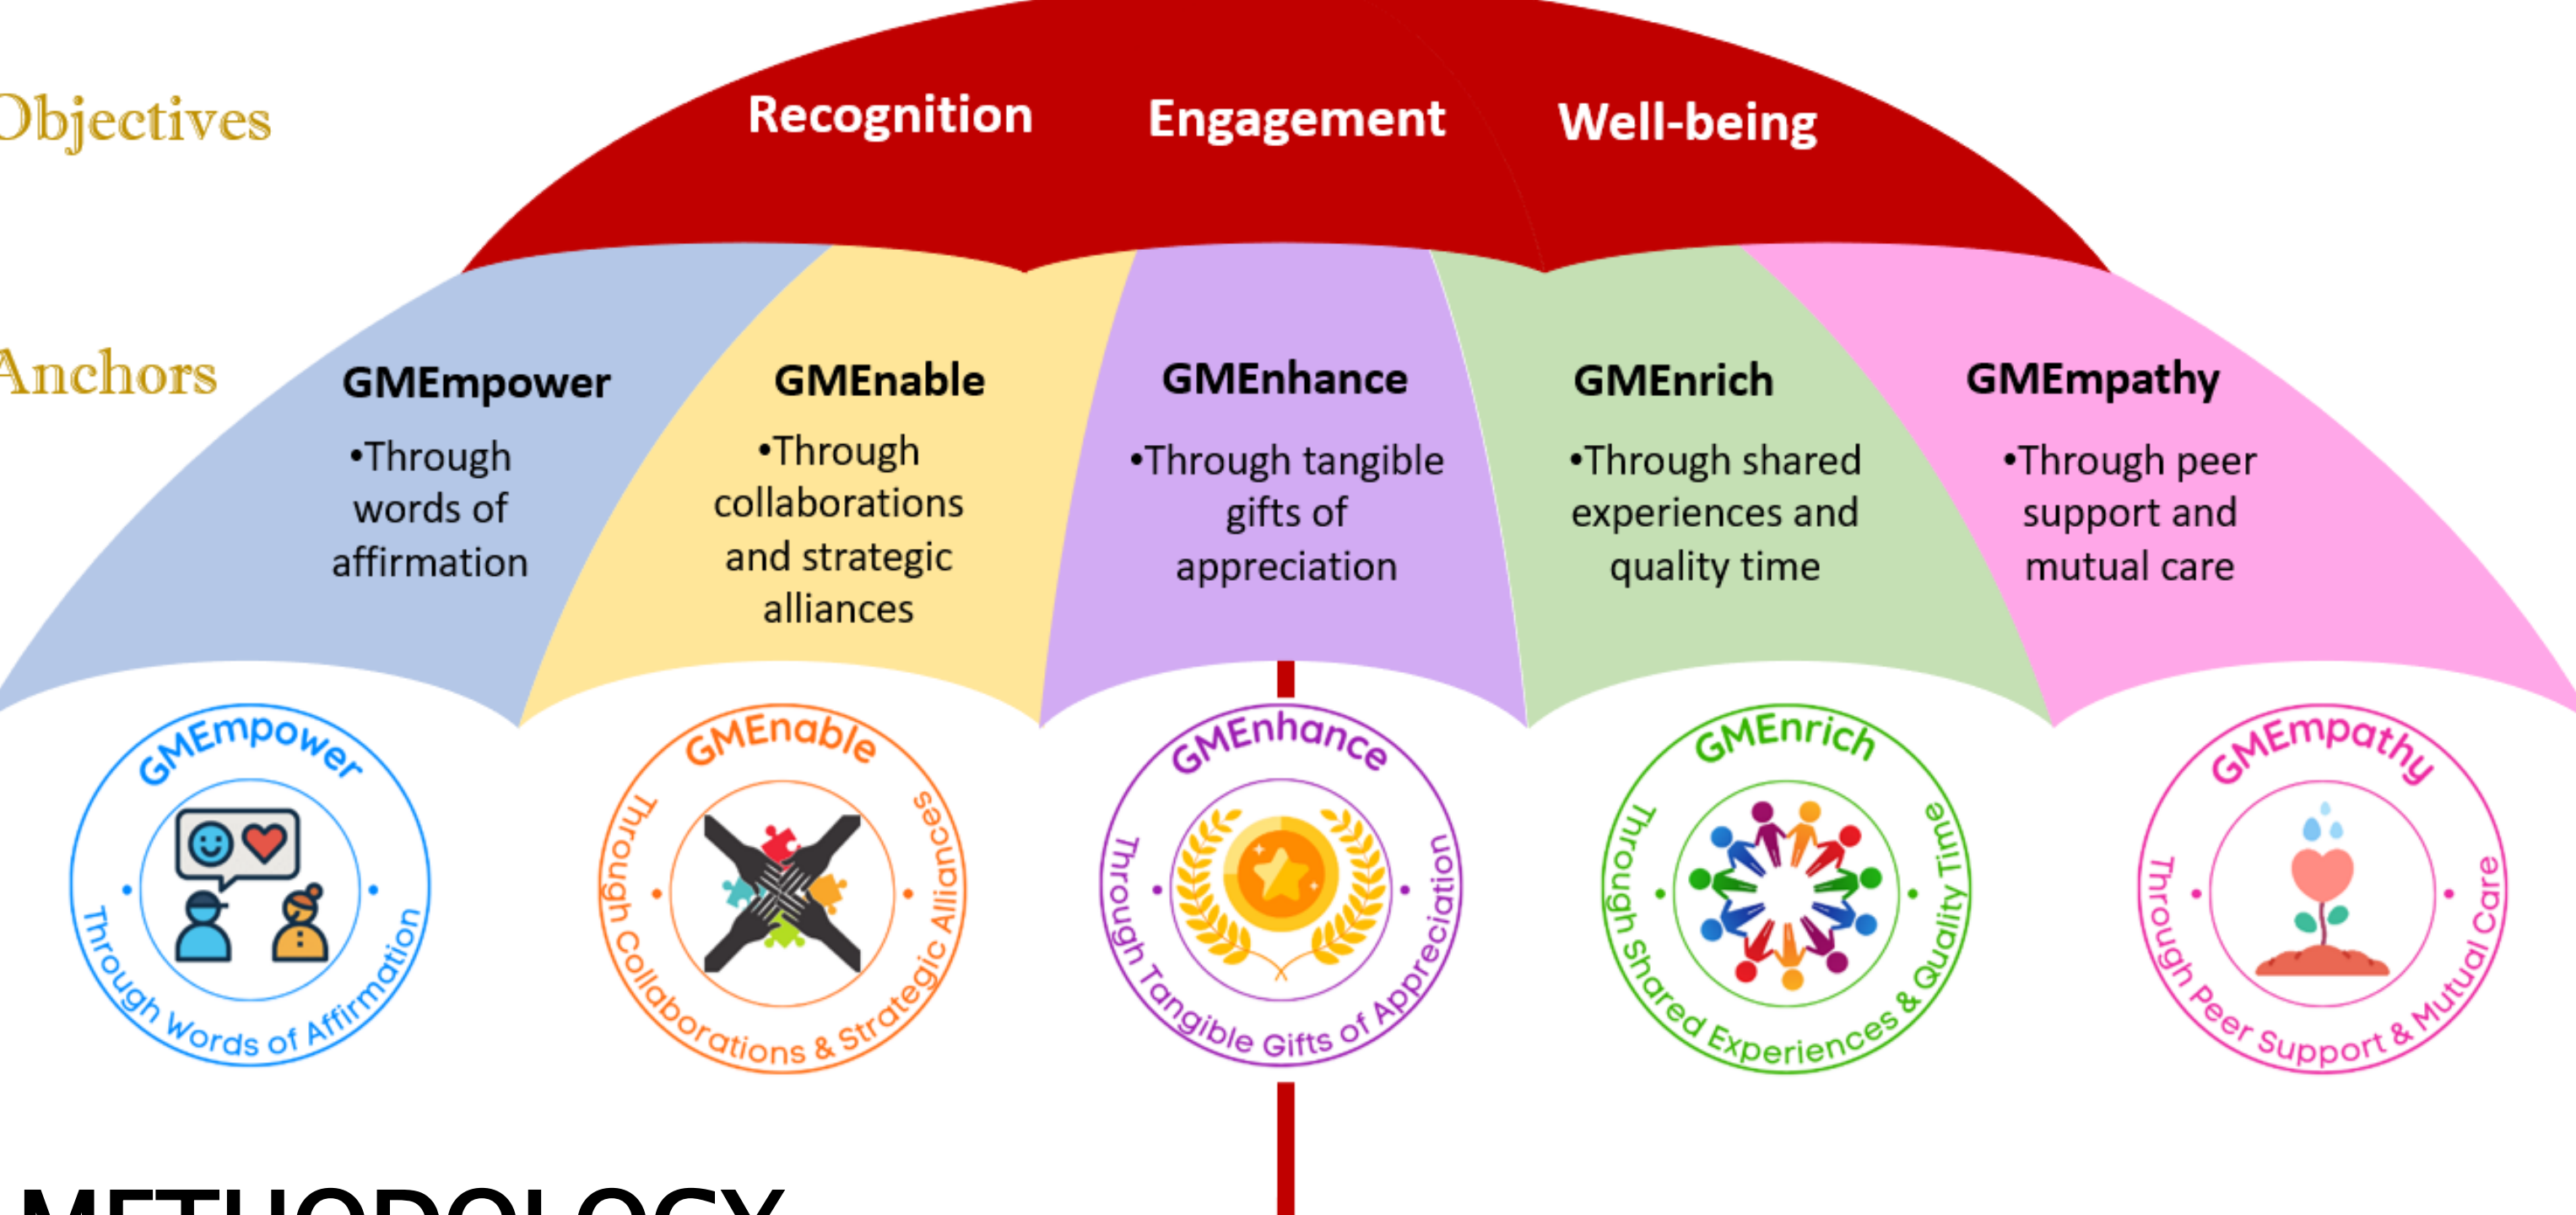 Objectives
Recognition
Engagement
Well-being
Anchors
GMEmpower
•Through
words of
affirmation
GMEnable
•Through
collaborations
and strategic
alliances
GMEnhance
•Through tangible
gifts of
appreciation
GMEnrich
•Through shared
experiences and
quality time
GMEmpathy
•Through peer
support and
mutual care
GMEmpower
Through Words of Affirmation
GMEnable
Through Collaborations & Strategic Alliances
GMEnhance
Through Tangible Gifts of Appreciation
GMEnrich
Through Shared Experiences & Quality Time
GMEmpathy
Through Peer Support & Mutual Care
METHODOLOGY